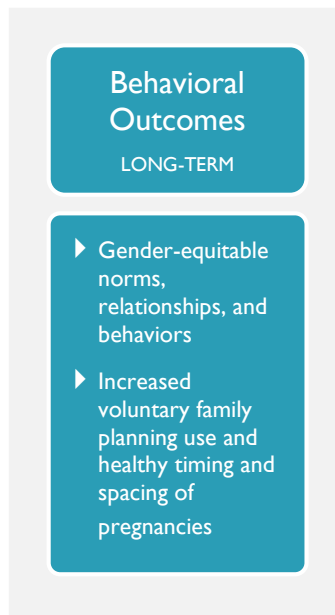 Behavioral
Outcomes
LONG-TERM
Gender-equitable
norms,
relationships, and
behaviors
Increased
voluntary family
planning use and
healthy timing and
spacing of
pregnancies